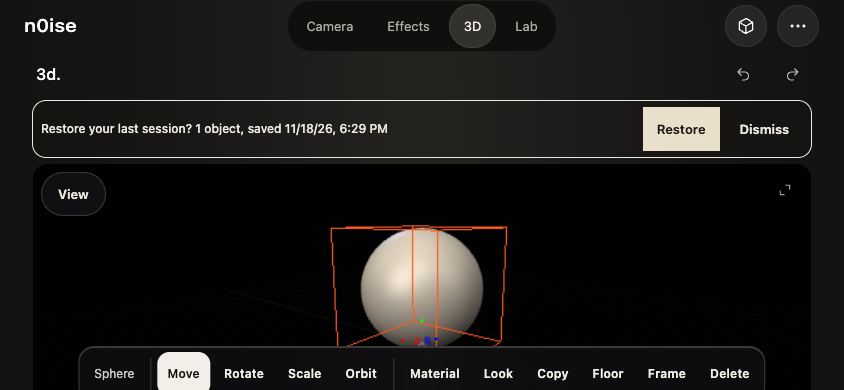 n0ise
Camera Effects 3D Lab
3d.
Restore your last session? 1 object, saved 11/18/26, 6:29 PM
Restore Dismiss
View
Sphere Move Rotate Scale Orbit Material Look Copy Floor Frame Delete